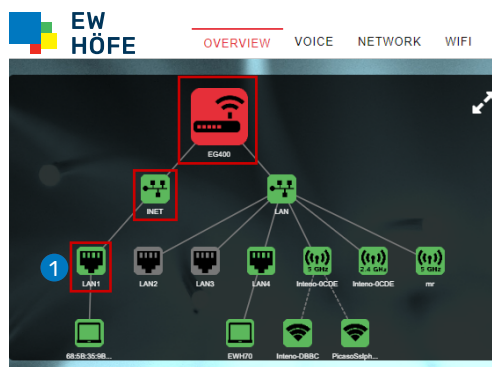 EW
HÖFE
OVERVIEW VOICE NETWORK WIFI
EG400
INET LAN
1
5 GHz 2.4 GHz 5 GHz
LAN1 LAN2 LAN3 LAN4 Inteno-0CDE Inteno-0CDE mr
68:5B:35:9B... EWH70 Inteno-DBBC PicasoSslph...